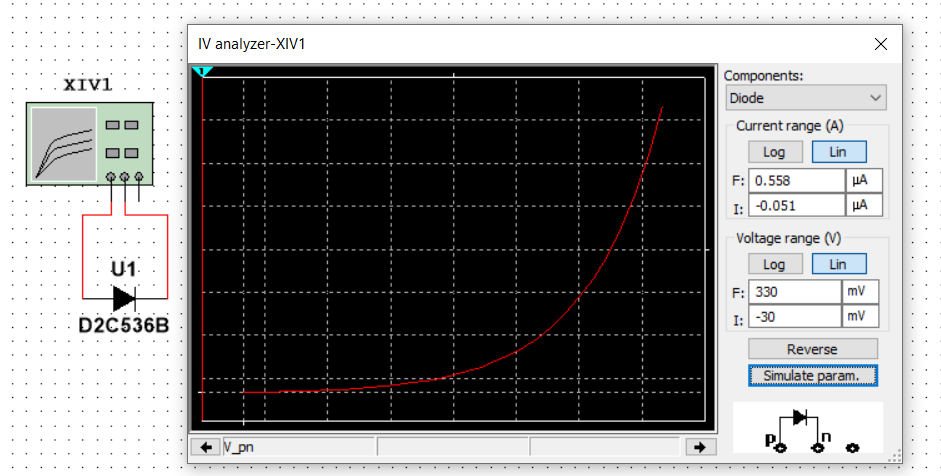 XIV1
U1
D2C536B
IV analyzer-XIV1
1
V_pn
Components:
Diode
Current range (A)
Log Lin
F: 0.558 µA
I: -0.051 µA
Voltage range (V)
Log Lin
F: 330 mV
I: -30 mV
Reverse
Simulate param.
p n